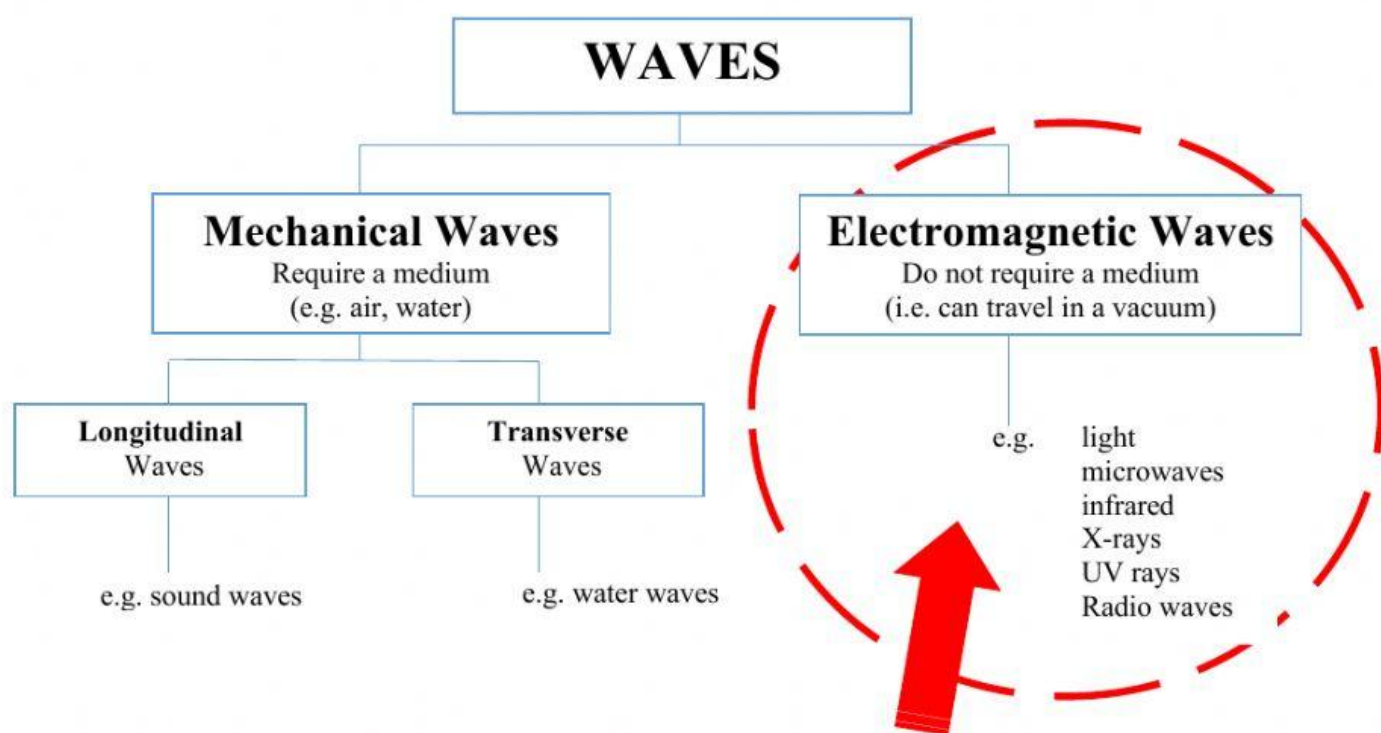 WAVES
Mechanical Waves
Require a medium
(e.g. air, water)
Electromagnetic Waves
Do not require a medium
(i.e. can travel in a vacuum)
Longitudinal
Waves
Transverse
Waves
e.g. sound waves
e.g. water waves
e.g. light
microwaves
infrared
X-rays
UV rays
Radio waves